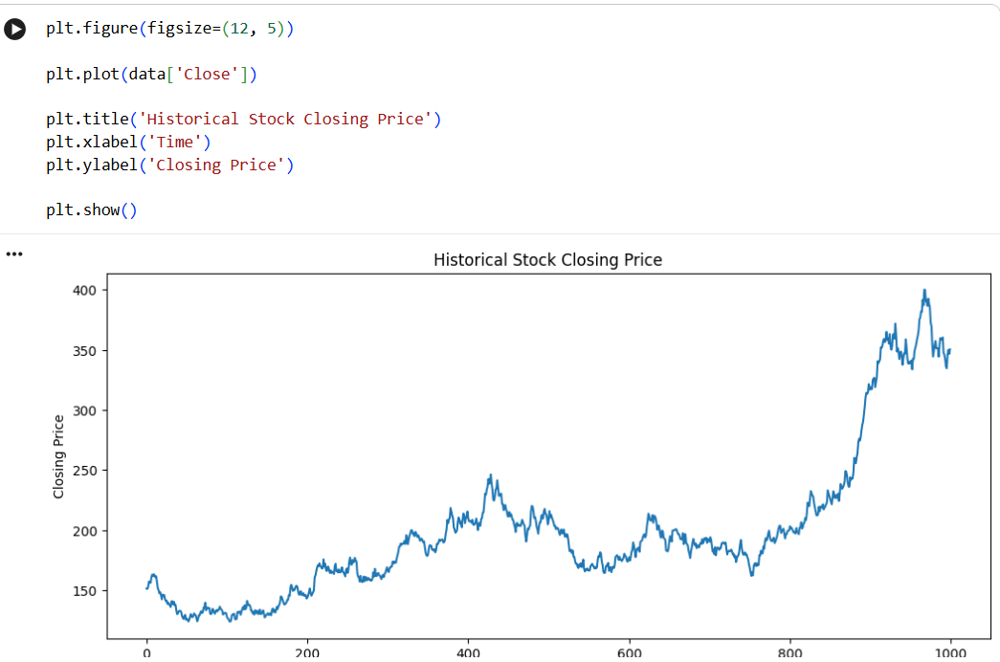 plt.figure(figsize=(12, 5))
plt.plot(data['Close'])
plt.title('Historical Stock Closing Price')
plt.xlabel('Time')
plt.ylabel('Closing Price')
plt.show()
Historical Stock Closing Price
400
350
300
250
200
150
Closing Price
0
200
400
600
800
1000